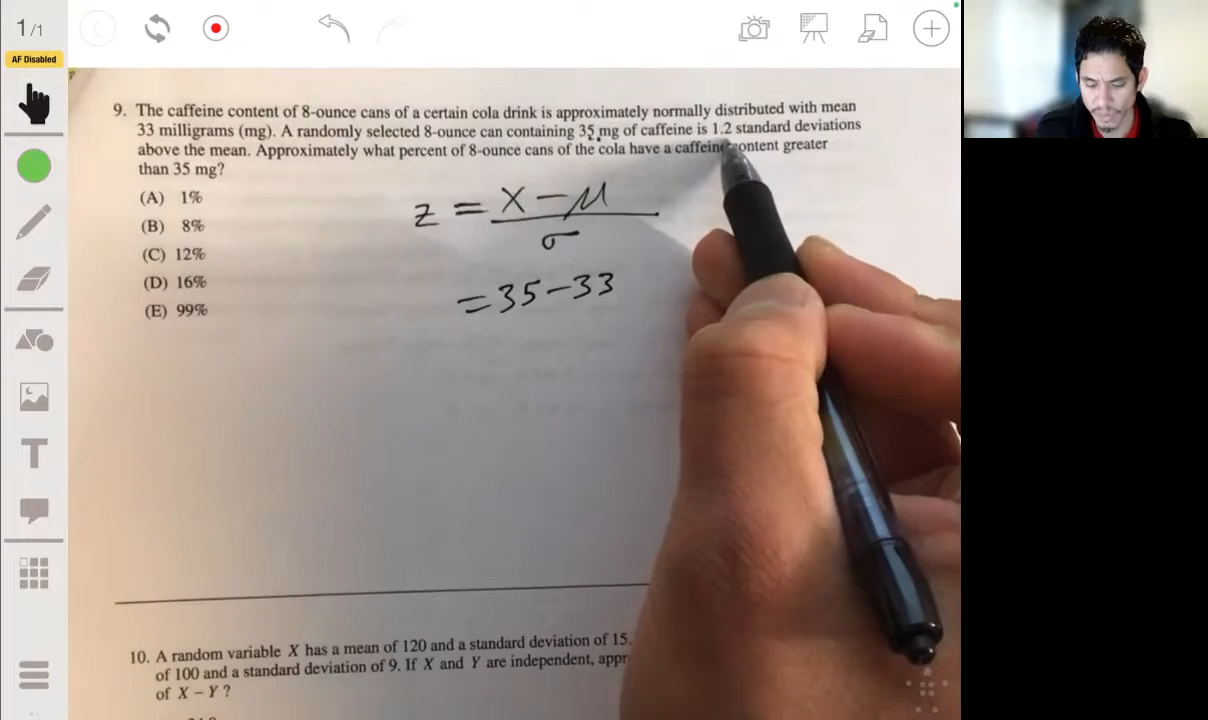 1/1
AF Disabled
9. The caffeine content of 8-ounce cans of a certain cola drink is approximately normally distributed with mean
33 milligrams (mg). A randomly selected 8-ounce can containing 35 mg of caffeine is 1.2 standard deviations
above the mean. Approximately what percent of 8-ounce cans of the cola have a caffeine content greater
than 35 mg?
(A) 1%
(B) 8%
(C) 12%
(D) 16%
(E) 99%
z = x - μ
σ
= 35 - 33
T
10. A random variable X has a mean of 120 and a standard deviation of 15.
of 100 and a standard deviation of 9. If X and Y are independent, appr
of X - Y ?